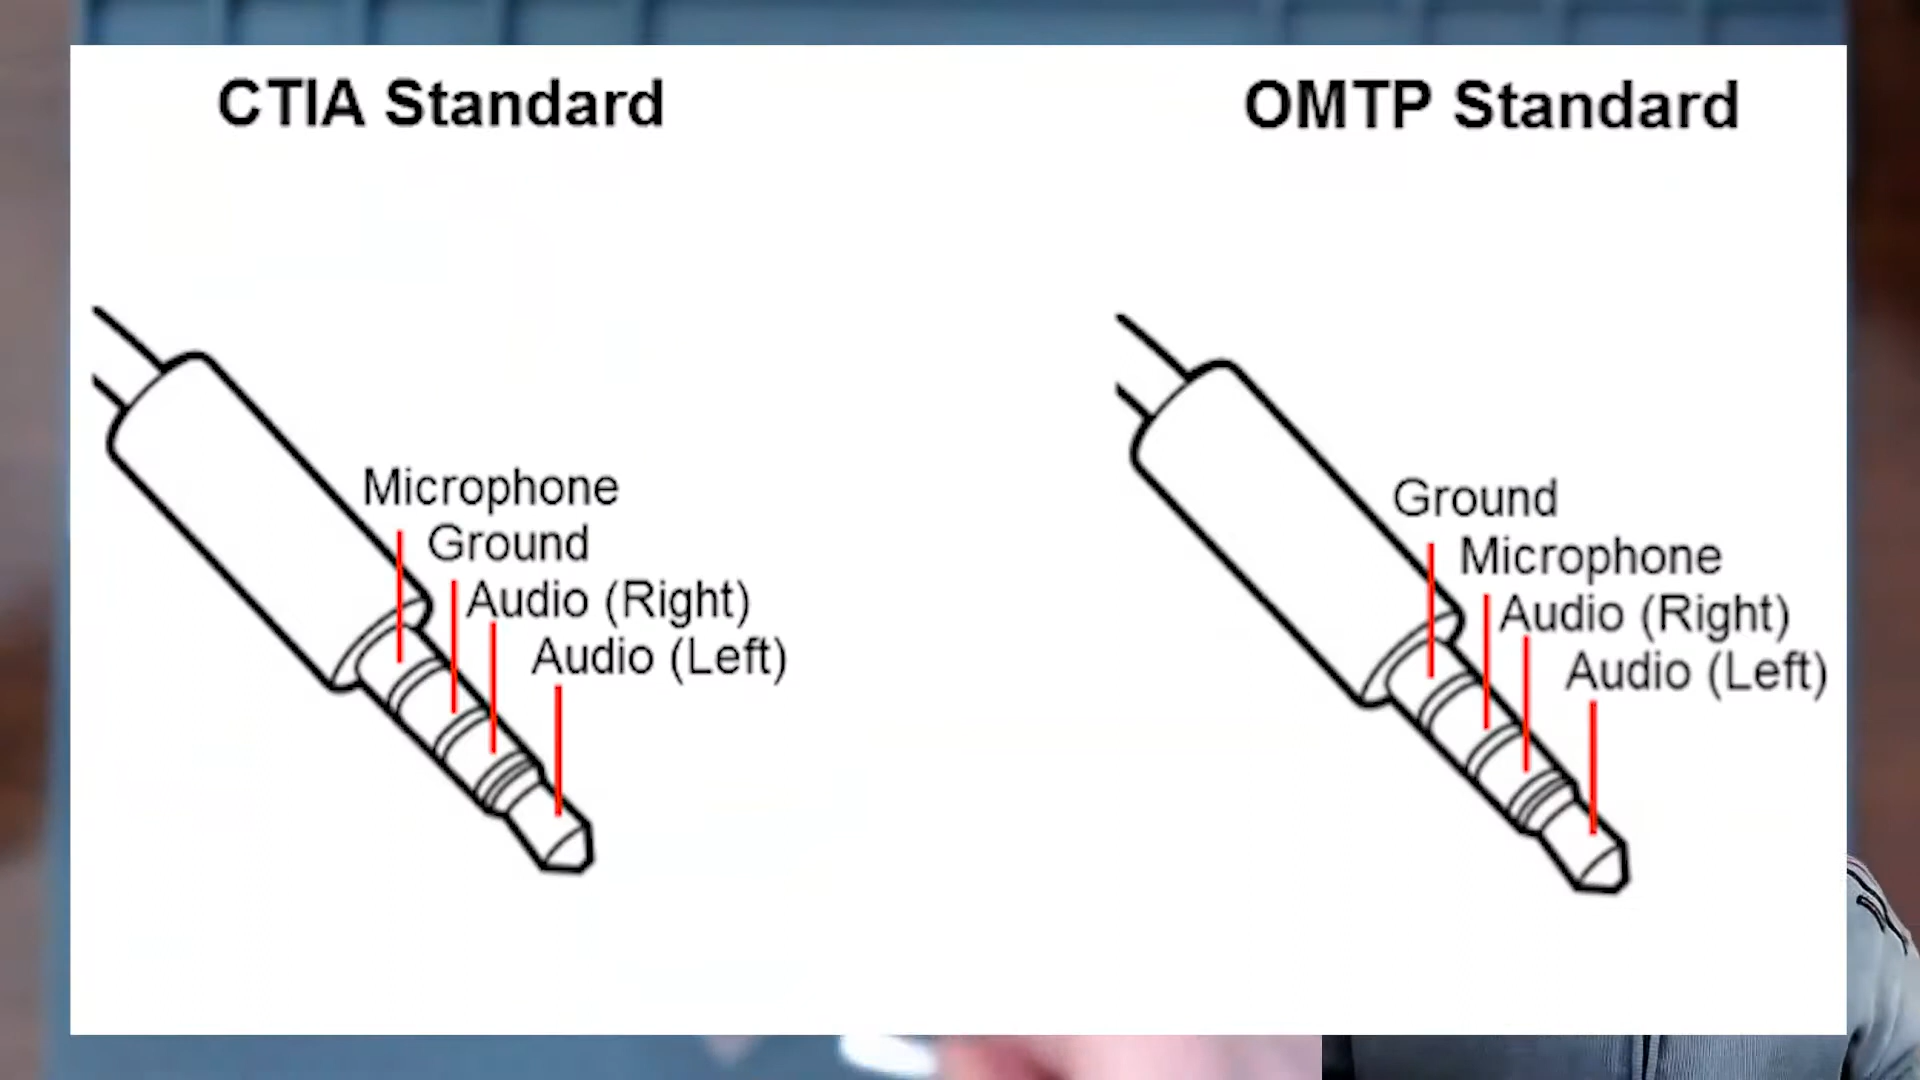 CTIA Standard
Microphone
Ground
Audio (Right)
Audio (Left)
OMTP Standard
Ground
Microphone
Audio (Right)
Audio (Left)